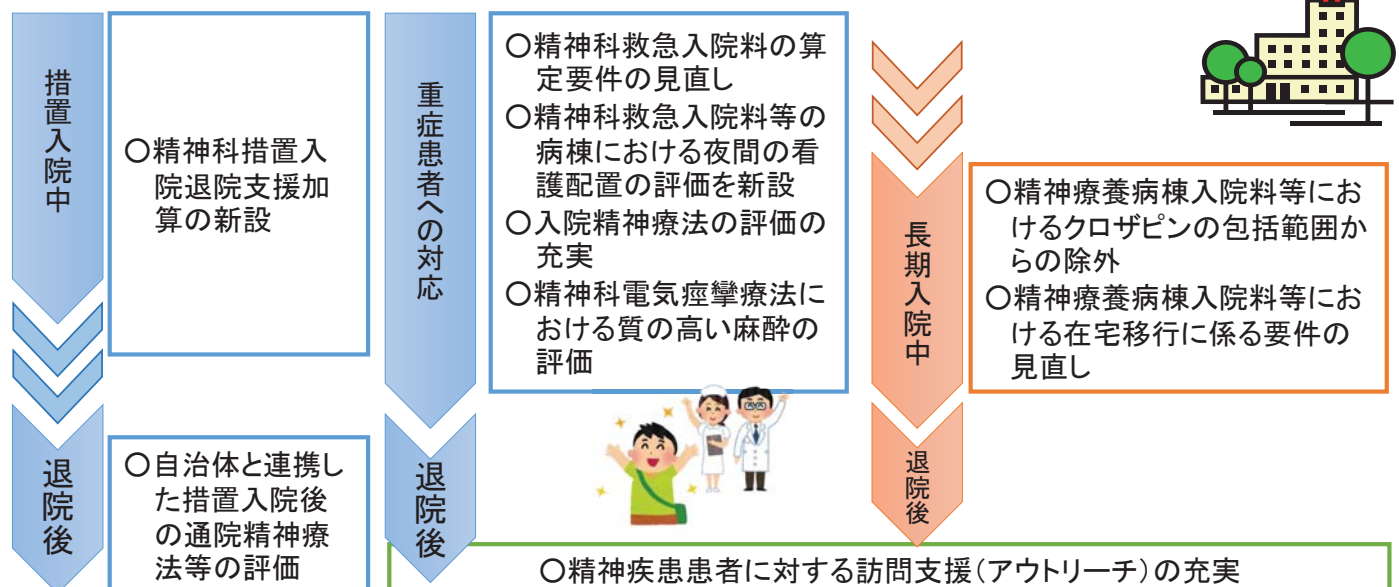 措置入院中
〇精神科措置入
院退院支援加
算の新設
退院後
〇自治体と連携し
た措置入院後
の通院精神療
法等の評価
重症患者への対応
〇精神科救急入院料の算
定要件の見直し
〇精神科救急入院料等の
病棟における夜間の看
護配置の評価を新設
〇入院精神療法の評価の
充実
〇精神科電気痙攣療法に
おける質の高い麻酔の
評価
退院後
長期入院中
〇精神療養病棟入院料等にお
けるクロザピンの包括範囲か
らの除外
〇精神療養病棟入院料等にお
ける在宅移行に係る要件の
見直し
退院後
〇精神疾患患者に対する訪問支援(アウトリーチ)の充実